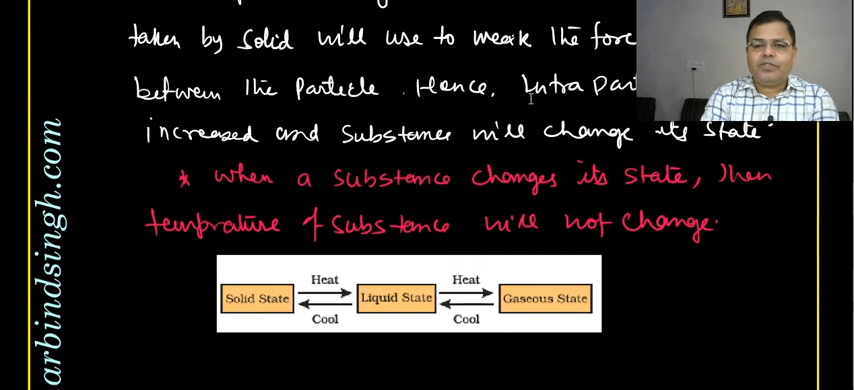 taken by Solid will use to weak the force
between the Particle. Hence, Intra Part
increased and Substance will change its State.
* When a Substance changes its State, Then
temprature of Substance will not Change.
Heat Heat
Solid State Liquid State Gaseous State
Cool Cool
arbindsingh.com